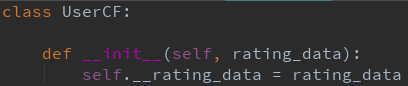 class UserCF:
    def __init__(self, rating_data):
        self.__rating_data = rating_data